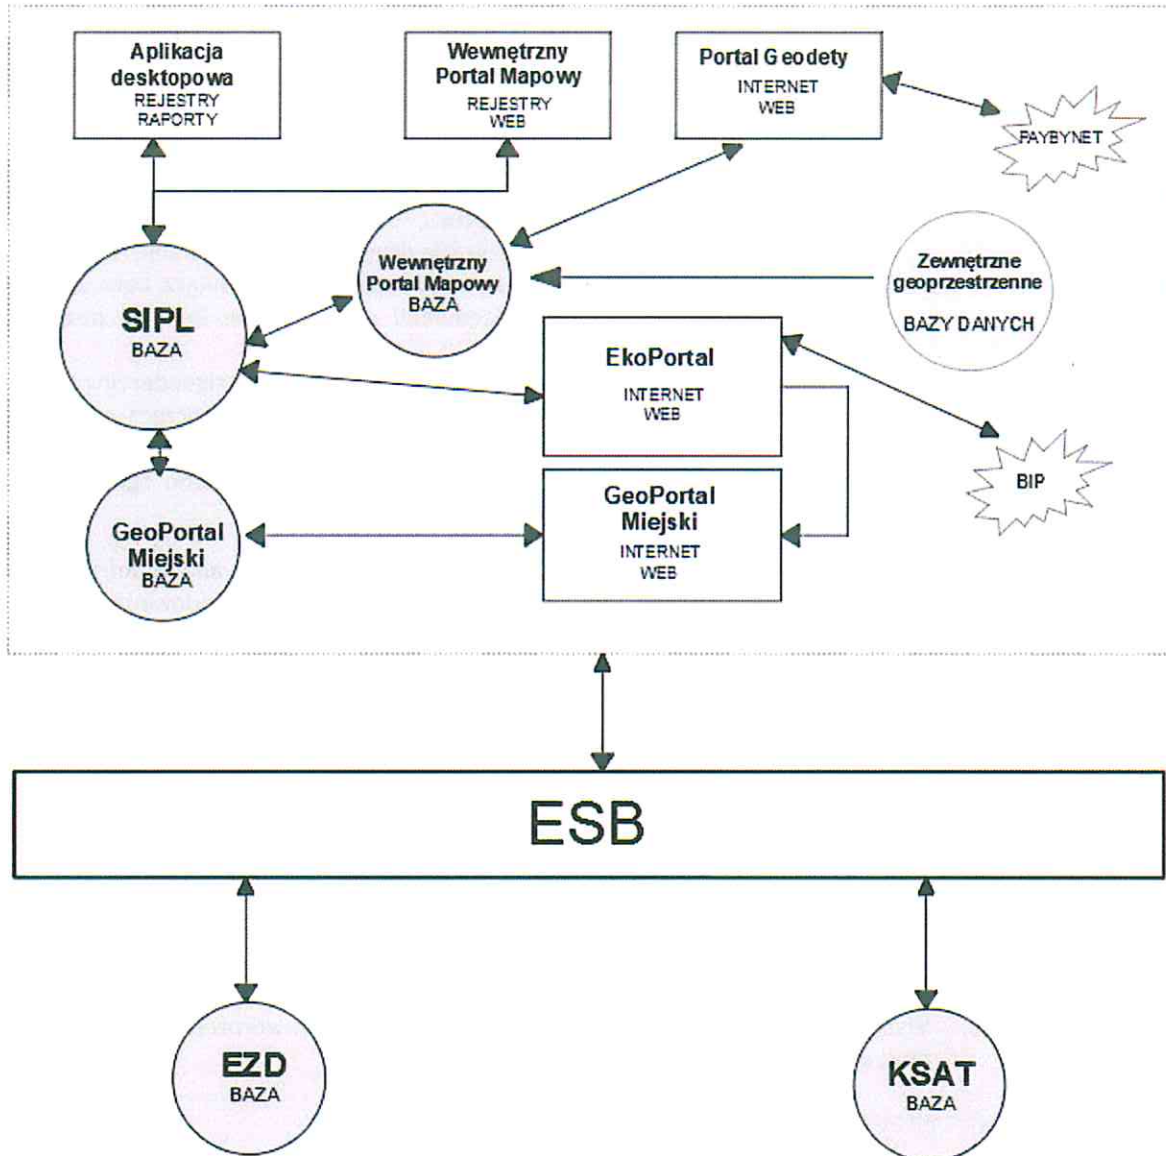 Aplikacja
desktopowa
REJESTRY
RAPORTY
Wewnętrzny
Portal Mapowy
REJESTRY
WEB
Portal Geodety
INTERNET
WEB
PAYBYNET
SIPL
BAZA
Wewnętrzny
Portal Mapowy
BAZA
Zewnętrzne
geoprzestrzenne
BAZY DANYCH
EkoPortal
INTERNET
WEB
BIP
GeoPortal
Miejski
BAZA
GeoPortal
Miejski
INTERNET
WEB
ESB
EZD
BAZA
KSAT
BAZA